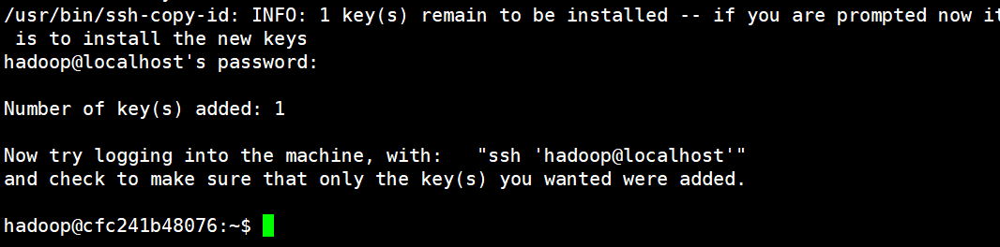 /usr/bin/ssh-copy-id: INFO: 1 key(s) remain to be installed -- if you are prompted now it
is to install the new keys
hadoop@localhost's password:
Number of key(s) added: 1
Now try logging into the machine, with:   "ssh 'hadoop@localhost'"
and check to make sure that only the key(s) you wanted were added.
hadoop@cfc241b48076:~$